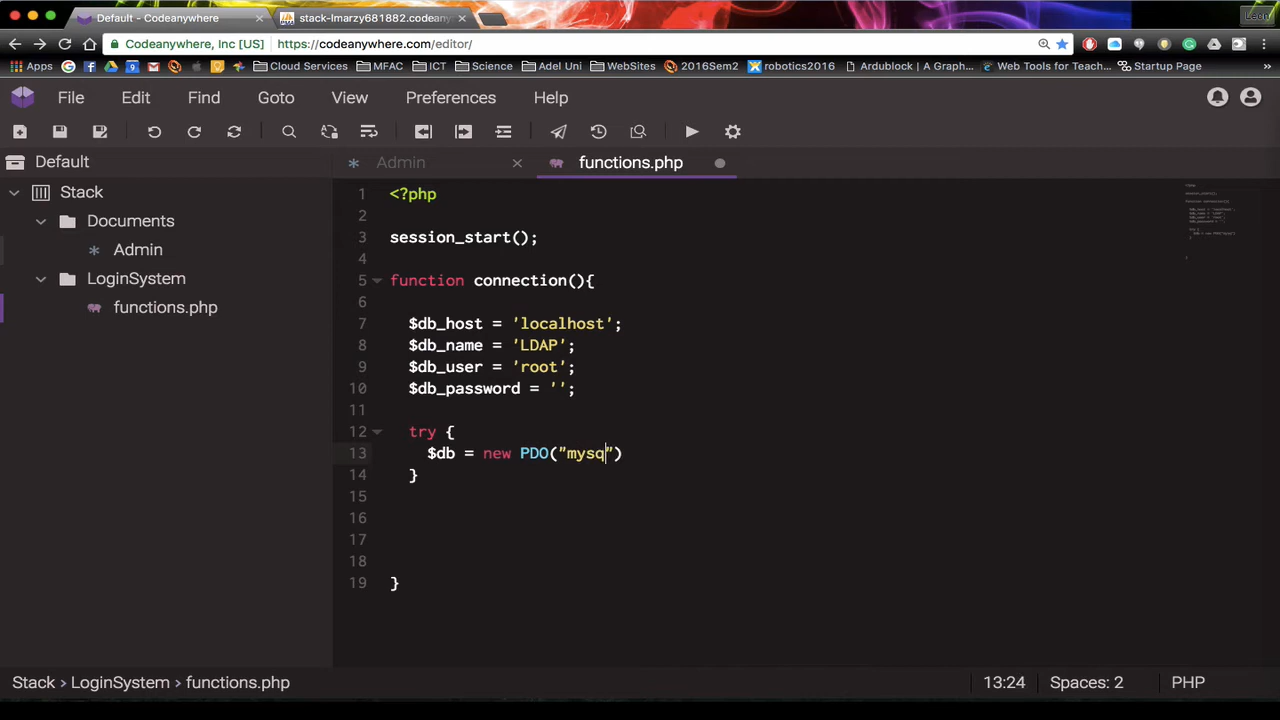 Default - Codeanywhere
stack-lmarzy681882.codeany
Leon
Codeanywhere, Inc [US] https://codeanywhere.com/editor/
Apps Cloud Services MFAC ICT Science Adel Uni WebSites 2016Sem2 robotics2016 Ardublock | A Graph… Web Tools for Teach… Startup Page »
File Edit Find Goto View Preferences Help
Default
Admin
functions.php
Stack
Documents
Admin
LoginSystem
functions.php
1 <?php
2
3 session_start();
4
5 function connection(){
6
7 $db_host = 'localhost';
8 $db_name = 'LDAP';
9 $db_user = 'root';
10 $db_password = '';
11
12 try {
13 $db = new PDO("mysq")
14 }
15
16
17
18
19 }
Stack > LoginSystem > functions.php 13:24 Spaces: 2 PHP